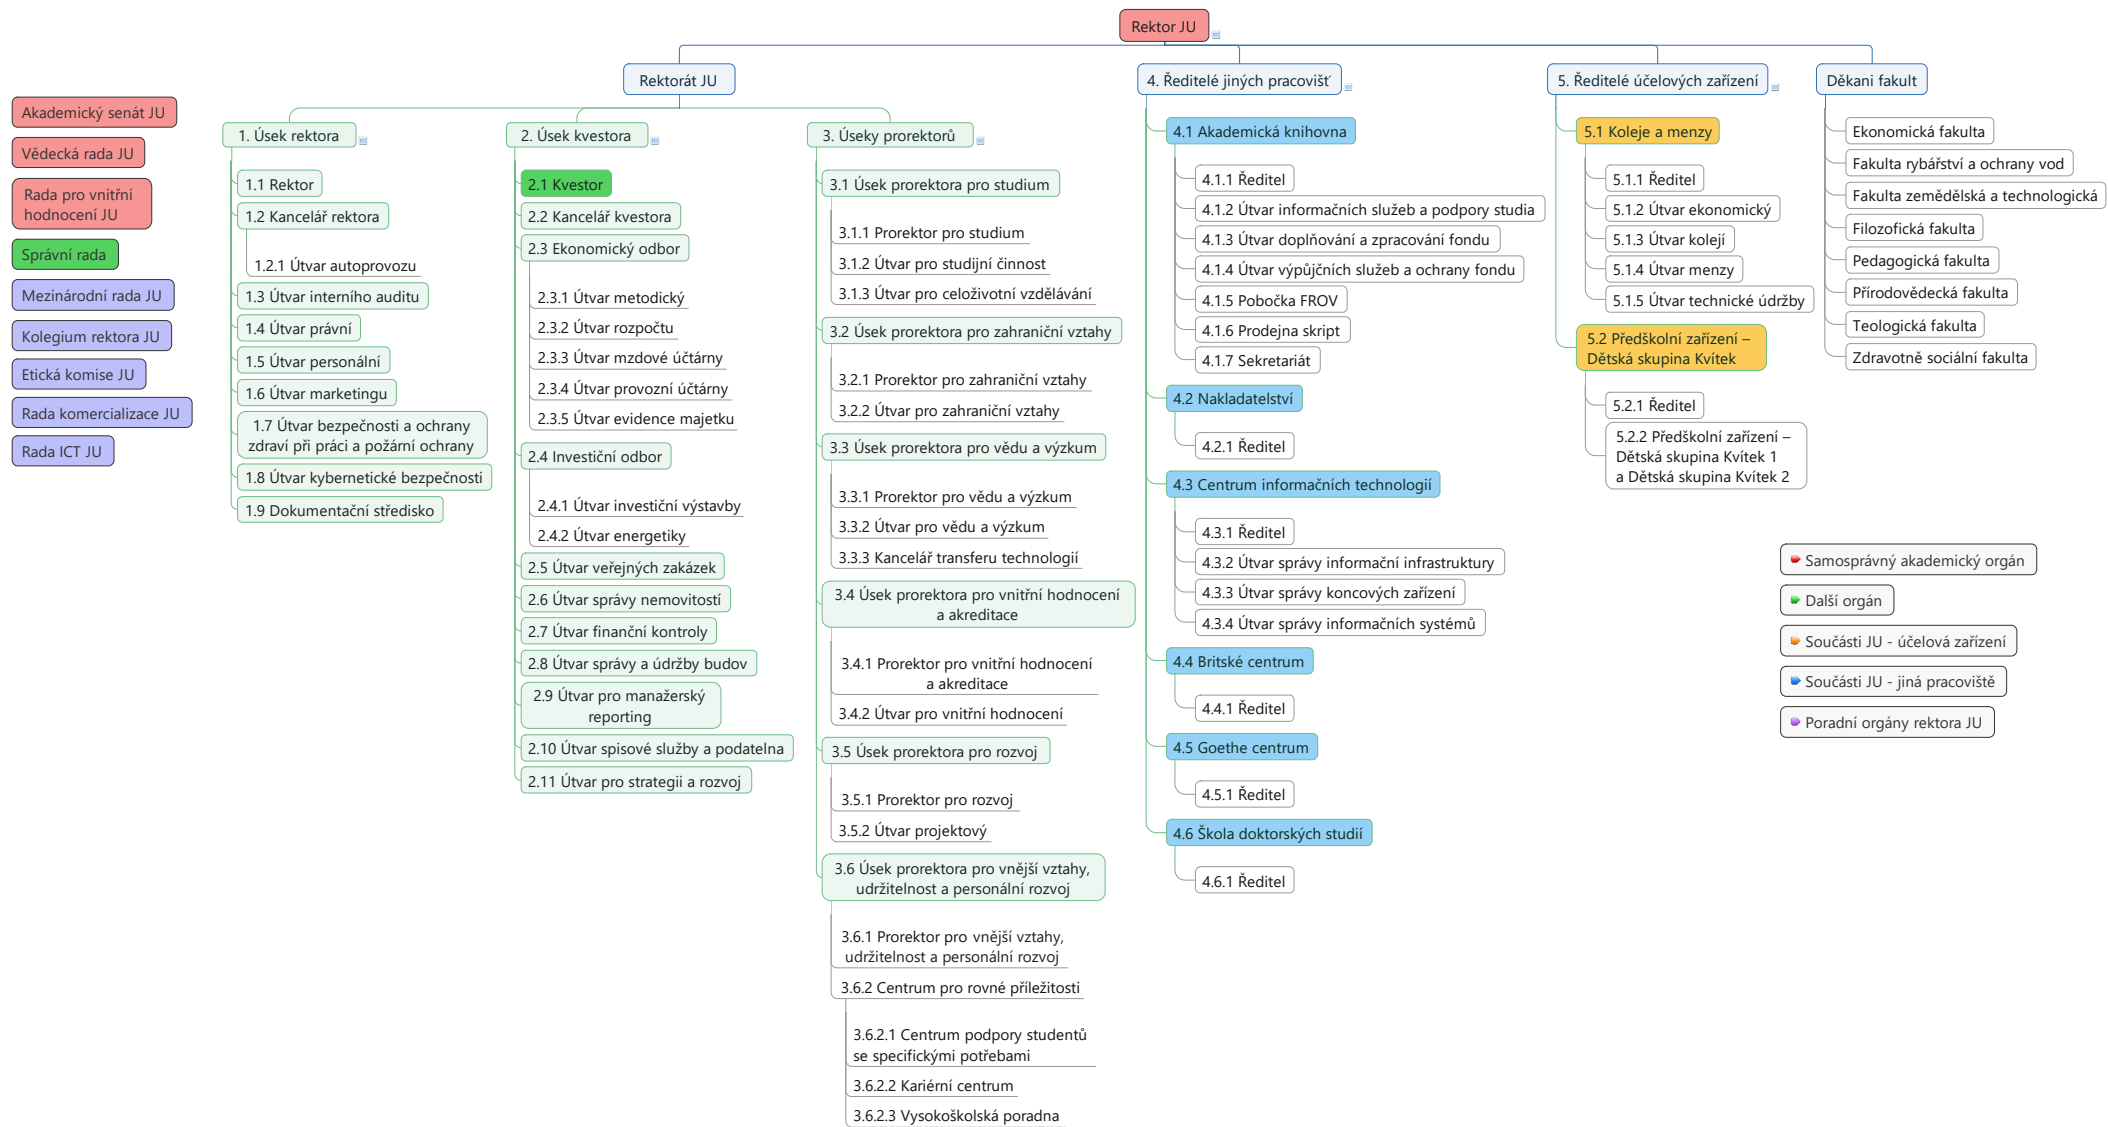 Rektor JU
Rektorát JU
4. Ředitelé jiných pracovišť
5. Ředitelé účelových zařízení
Děkani fakult
Akademický senát JU
Vědecká rada JU
Rada pro vnitřní
hodnocení JU
Správní rada
Mezinárodní rada JU
Kolegium rektora JU
Etická komise JU
Rada komercializace JU
Rada ICT JU
1. Úsek rektora
1.1 Rektor
1.2 Kancelář rektora
1.2.1 Útvar autoprovozu
1.3 Útvar interního auditu
1.4 Útvar právní
1.5 Útvar personální
1.6 Útvar marketingu
1.7 Útvar bezpečnosti a ochrany
zdraví při práci a požární ochrany
1.8 Útvar kybernetické bezpečnosti
1.9 Dokumentační středisko
2. Úsek kvestora
2.1 Kvestor
2.2 Kancelář kvestora
2.3 Ekonomický odbor
2.3.1 Útvar metodický
2.3.2 Útvar rozpočtu
2.3.3 Útvar mzdové účtárny
2.3.4 Útvar provozní účtárny
2.3.5 Útvar evidence majetku
2.4 Investiční odbor
2.4.1 Útvar investiční výstavby
2.4.2 Útvar energetiky
2.5 Útvar veřejných zakázek
2.6 Útvar správy nemovitostí
2.7 Útvar finanční kontroly
2.8 Útvar správy a údržby budov
2.9 Útvar pro manažerský
reporting
2.10 Útvar spisové služby a podatelna
2.11 Útvar pro strategii a rozvoj
3. Úseky prorektorů
3.1 Úsek prorektora pro studium
3.1.1 Prorektor pro studium
3.1.2 Útvar pro studijní činnost
3.1.3 Útvar pro celoživotní vzdělávání
3.2 Úsek prorektora pro zahraniční vztahy
3.2.1 Prorektor pro zahraniční vztahy
3.2.2 Útvar pro zahraniční vztahy
3.3 Úsek prorektora pro vědu a výzkum
3.3.1 Prorektor pro vědu a výzkum
3.3.2 Útvar pro vědu a výzkum
3.3.3 Kancelář transferu technologií
3.4 Úsek prorektora pro vnitřní hodnocení
a akreditace
3.4.1 Prorektor pro vnitřní hodnocení
a akreditace
3.4.2 Útvar pro vnitřní hodnocení
3.5 Úsek prorektora pro rozvoj
3.5.1 Prorektor pro rozvoj
3.5.2 Útvar projektový
3.6 Úsek prorektora pro vnější vztahy,
udržitelnost a personální rozvoj
3.6.1 Prorektor pro vnější vztahy,
udržitelnost a personální rozvoj
3.6.2 Centrum pro rovné příležitosti
3.6.2.1 Centrum podpory studentů
se specifickými potřebami
3.6.2.2 Kariérní centrum
3.6.2.3 Vysokoškolská poradna
4.1 Akademická knihovna
4.1.1 Ředitel
4.1.2 Útvar informačních služeb a podpory studia
4.1.3 Útvar doplňování a zpracování fondu
4.1.4 Útvar výpůjčních služeb a ochrany fondu
4.1.5 Pobočka FROV
4.1.6 Prodejna skript
4.1.7 Sekretariát
4.2 Nakladatelství
4.2.1 Ředitel
4.3 Centrum informačních technologií
4.3.1 Ředitel
4.3.2 Útvar správy informační infrastruktury
4.3.3 Útvar správy koncových zařízení
4.3.4 Útvar správy informačních systémů
4.4 Britské centrum
4.4.1 Ředitel
4.5 Goethe centrum
4.5.1 Ředitel
4.6 Škola doktorských studií
4.6.1 Ředitel
5.1 Koleje a menzy
5.1.1 Ředitel
5.1.2 Útvar ekonomický
5.1.3 Útvar kolejí
5.1.4 Útvar menzy
5.1.5 Útvar technické údržby
5.2 Předškolní zařízení –
Dětská skupina Kvítek
5.2.1 Ředitel
5.2.2 Předškolní zařízení –
Dětská skupina Kvítek 1
a Dětská skupina Kvítek 2
Ekonomická fakulta
Fakulta rybářství a ochrany vod
Fakulta zemědělská a technologická
Filozofická fakulta
Pedagogická fakulta
Přírodovědecká fakulta
Teologická fakulta
Zdravotně sociální fakulta
Samosprávný akademický orgán
Další orgán
Součásti JU - účelová zařízení
Součásti JU - jiná pracoviště
Poradní orgány rektora JU